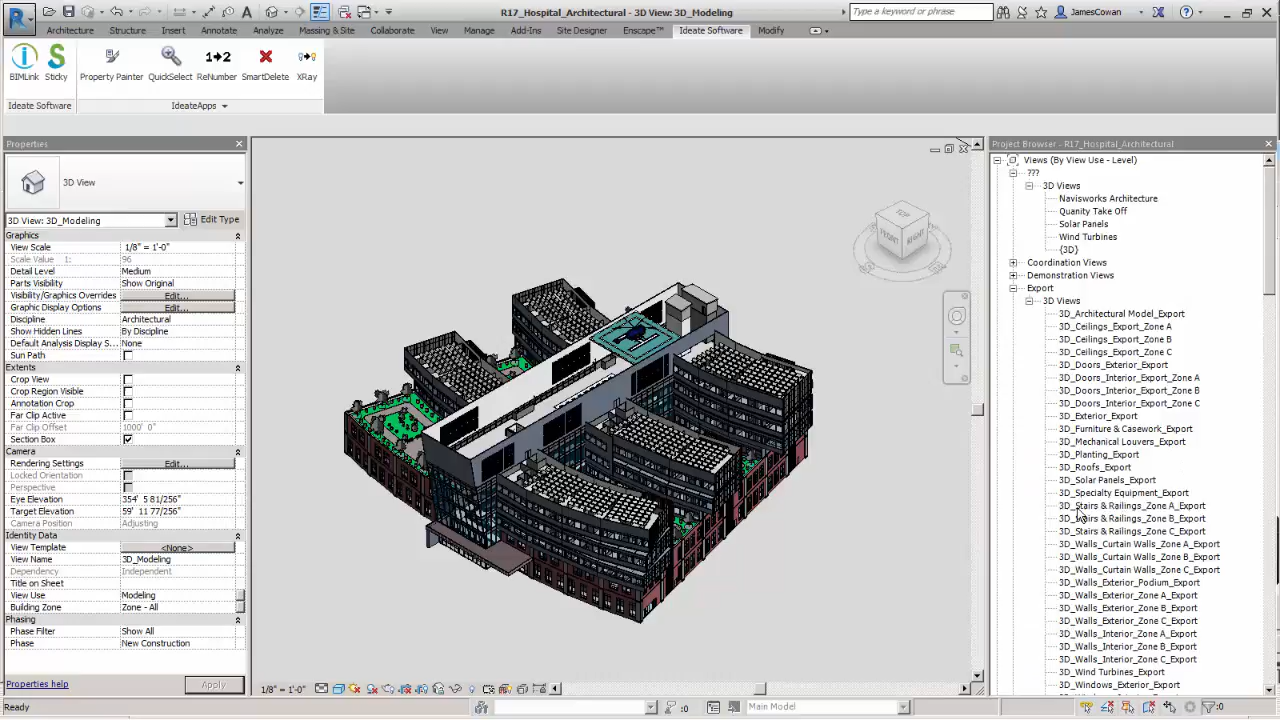 R17_Hospital_Architectural - 3D View: 3D_Modeling
Type a keyword or phrase
JamesCowan
Architecture Structure Insert Annotate Analyze Massing & Site Collaborate View Manage Add-Ins Site Designer Enscape™ Ideate Software Modify
BIMLink Sticky Property Painter QuickSelect ReNumber SmartDelete XRay
1→2
Ideate Software IdeateApps
Properties
3D View
3D View: 3D_Modeling Edit Type
Graphics
View Scale 1/8" = 1'-0"
Scale Value 1: 96
Detail Level Medium
Parts Visibility Show Original
Visibility/Graphics Overrides Edit...
Graphic Display Options Edit...
Discipline Architectural
Show Hidden Lines By Discipline
Default Analysis Display S... None
Sun Path
Extents
Crop View
Crop Region Visible
Annotation Crop
Far Clip Active
Far Clip Offset 1000' 0"
Section Box
Camera
Rendering Settings Edit...
Locked Orientation
Perspective
Eye Elevation 354' 5 81/256"
Target Elevation 59' 11 77/256"
Camera Position Adjusting
Identity Data
View Template <None>
View Name 3D_Modeling
Dependency Independent
Title on Sheet
View Use Modeling
Building Zone Zone - All
Phasing
Phase Filter Show All
Phase New Construction
Properties help Apply
TOP
FRONT RIGHT
1/8" = 1'-0"
Project Browser - R17_Hospital_Architectural
Views (By View Use - Level)
???
3D Views
Navisworks Architecture
Quanity Take Off
Solar Panels
Wind Turbines
{3D}
Coordination Views
Demonstration Views
Export
3D Views
3D_Architectural Model_Export
3D_Ceilings_Export_Zone A
3D_Ceilings_Export_Zone B
3D_Ceilings_Export_Zone C
3D_Doors_Exterior_Export
3D_Doors_Interior_Export_Zone A
3D_Doors_Interior_Export_Zone B
3D_Doors_Interior_Export_Zone C
3D_Exterior_Export
3D_Furniture & Casework_Export
3D_Mechanical Louvers_Export
3D_Planting_Export
3D_Roofs_Export
3D_Solar Panels_Export
3D_Specialty Equipment_Export
3D_Stairs & Railings_Zone A_Export
3D_Stairs & Railings_Zone B_Export
3D_Stairs & Railings_Zone C_Export
3D_Walls_Curtain Walls_Zone A_Export
3D_Walls_Curtain Walls_Zone B_Export
3D_Walls_Curtain Walls_Zone C_Export
3D_Walls_Exterior_Podium_Export
3D_Walls_Exterior_Zone A_Export
3D_Walls_Exterior_Zone B_Export
3D_Walls_Exterior_Zone C_Export
3D_Walls_Interior_Zone A_Export
3D_Walls_Interior_Zone B_Export
3D_Walls_Interior_Zone C_Export
3D_Wind Turbines_Export
3D_Windows_Exterior_Export
Ready :0 Main Model :0